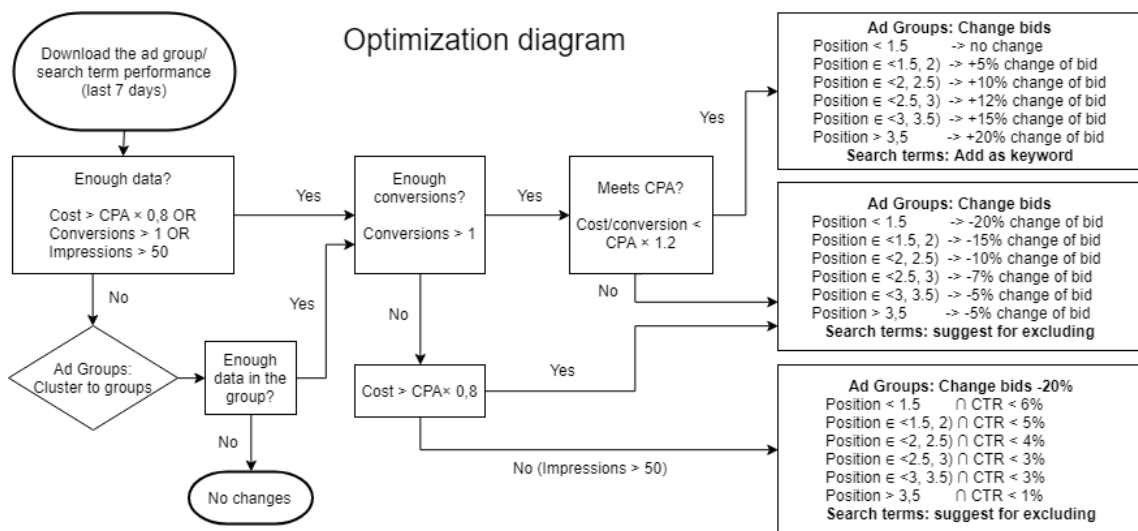 Optimization diagram
Download the ad group/
search term performance
(last 7 days)
Enough data?
Cost > CPA × 0,8 OR
Conversions > 1 OR
Impressions > 50
Yes
No
Ad Groups:
Cluster to groups
Enough
data in the
group?
Yes
No
No changes
Enough
conversions?
Conversions > 1
Yes
No
Cost > CPA× 0,8
Yes
No (Impressions > 50)
Meets CPA?
Cost/conversion <
CPA × 1.2
Yes
No
Ad Groups: Change bids
Position < 1.5 -> no change
Position ∈ <1.5, 2) -> +5% change of bid
Position ∈ <2, 2.5) -> +10% change of bid
Position ∈ <2.5, 3) -> +12% change of bid
Position ∈ <3, 3.5) -> +15% change of bid
Position > 3,5 -> +20% change of bid
Search terms: Add as keyword
Ad Groups: Change bids
Position < 1.5 -> -20% change of bid
Position ∈ <1.5, 2) -> -15% change of bid
Position ∈ <2, 2.5) -> -10% change of bid
Position ∈ <2.5, 3) -> -7% change of bid
Position ∈ <3, 3.5) -> -5% change of bid
Position > 3,5 -> -5% change of bid
Search terms: suggest for excluding
Ad Groups: Change bids -20%
Position < 1.5 ∩ CTR < 6%
Position ∈ <1.5, 2) ∩ CTR < 5%
Position ∈ <2, 2.5) ∩ CTR < 4%
Position ∈ <2.5, 3) ∩ CTR < 3%
Position ∈ <3, 3.5) ∩ CTR < 3%
Position > 3,5 ∩ CTR < 1%
Search terms: suggest for excluding